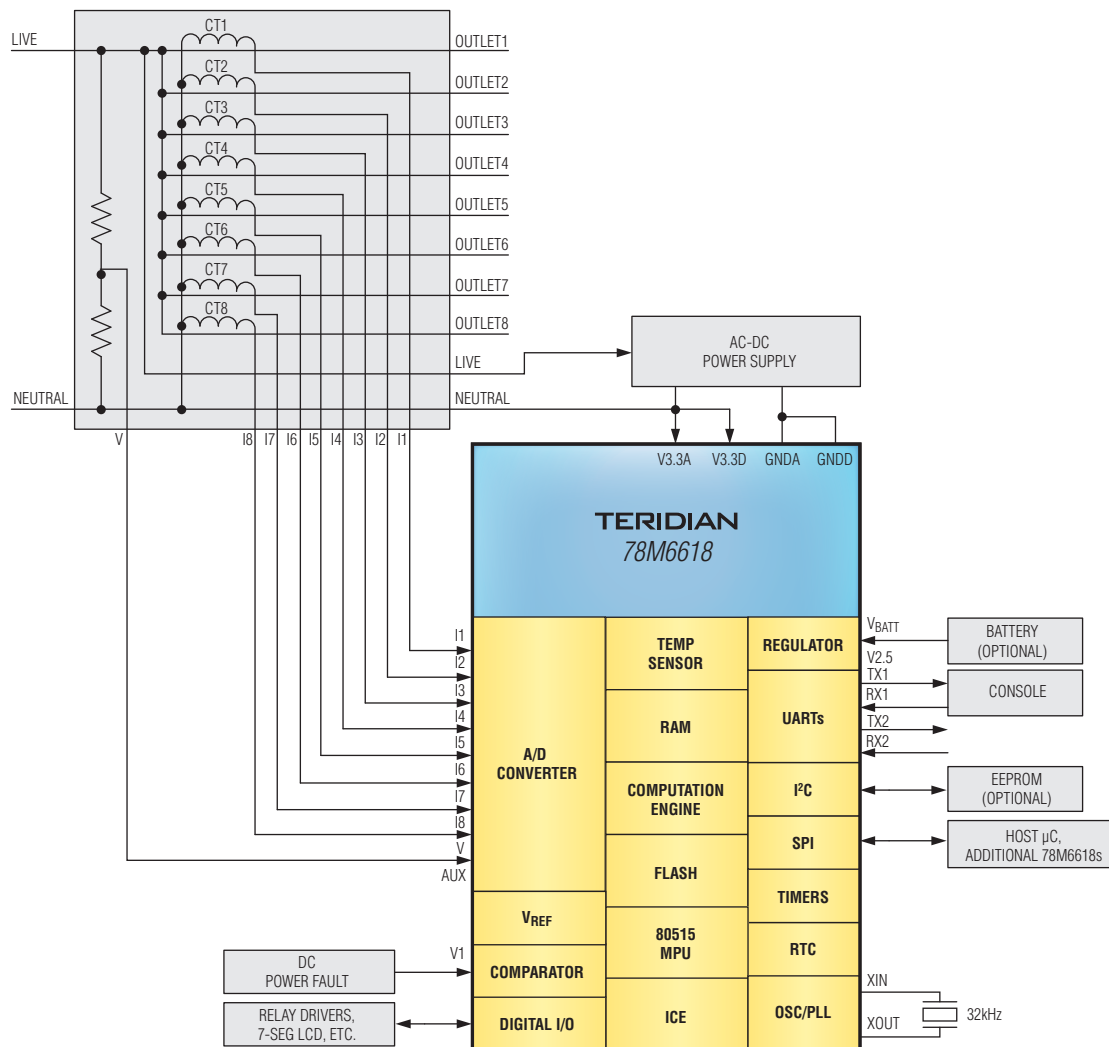 LIVE
CT1
OUTLET1
CT2
OUTLET2
CT3
OUTLET3
CT4
OUTLET4
CT5
OUTLET5
CT6
OUTLET6
CT7
OUTLET7
CT8
OUTLET8
LIVE
NEUTRAL
NEUTRAL
V
I8
I7
I6
I5
I4
I3
I2
I1
AC-DC
POWER SUPPLY
V3.3A
V3.3D
GNDA
GNDD
TERIDIAN
78M6618
I1
I2
I3
I4
I5
I6
I7
I8
V
AUX
V1
A/D
CONVERTER
VREF
COMPARATOR
DIGITAL I/O
TEMP
SENSOR
RAM
COMPUTATION
ENGINE
FLASH
80515
MPU
ICE
REGULATOR
UARTs
I²C
SPI
TIMERS
RTC
OSC/PLL
VBATT
V2.5
TX1
RX1
TX2
RX2
XIN
XOUT
BATTERY
(OPTIONAL)
CONSOLE
EEPROM
(OPTIONAL)
HOST µC,
ADDITIONAL 78M6618s
32kHz
DC
POWER FAULT
RELAY DRIVERS,
7-SEG LCD, ETC.